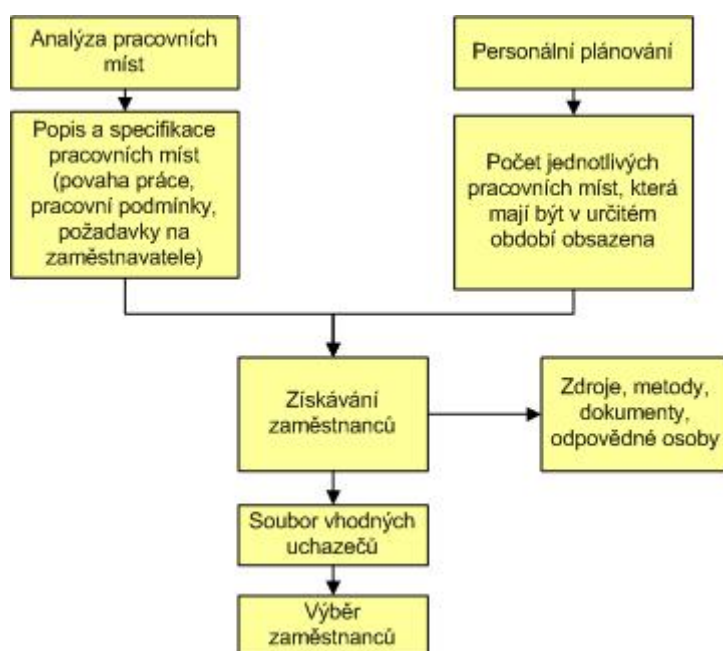 Analýza pracovních
míst
Personální plánování
Popis a specifikace
pracovních míst
(povaha práce,
pracovní podmínky,
požadavky na
zaměstnavatele)
Počet jednotlivých
pracovních míst, která
mají být v určitém
období obsazena
Získávání
zaměstnanců
Zdroje, metody,
dokumenty,
odpovědné osoby
Soubor vhodných
uchazečů
Výběr
zaměstnanců